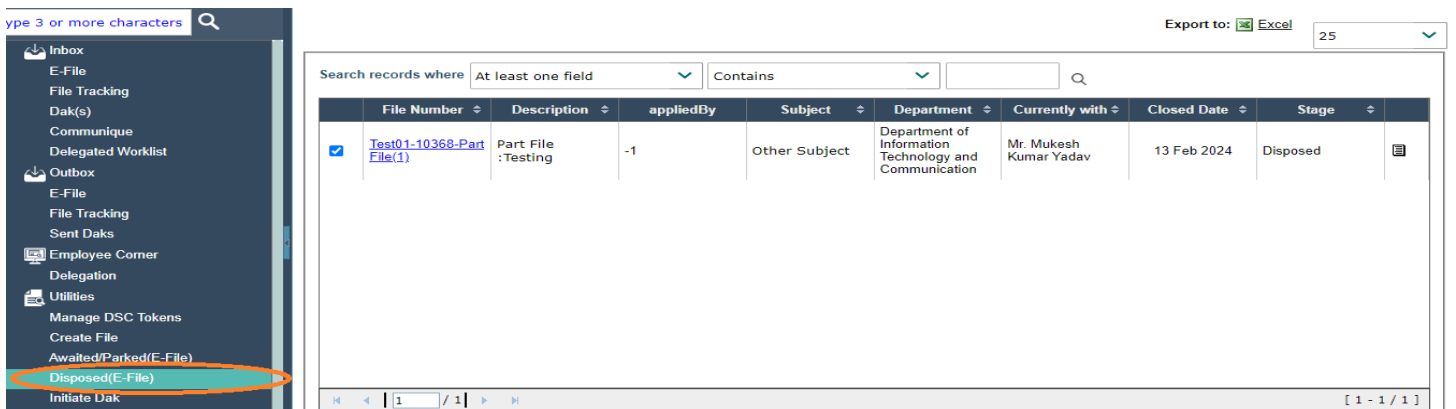 ype 3 or more characters
Inbox
E-File
File Tracking
Dak(s)
Communique
Delegated Worklist
Outbox
E-File
File Tracking
Sent Daks
Employee Corner
Delegation
Utilities
Manage DSC Tokens
Create File
Awaited/Parked(E-File)
Disposed(E-File)
Initiate Dak
Export to: Excel
25
Search records where At least one field Contains
File Number Description appliedBy Subject Department Currently with Closed Date Stage
Test01-10368-Part
File(1)
Part File
:Testing
-1
Other Subject
Department of
Information
Technology and
Communication
Mr. Mukesh
Kumar Yadav
13 Feb 2024
Disposed
1 / 1
[ 1 - 1 / 1 ]